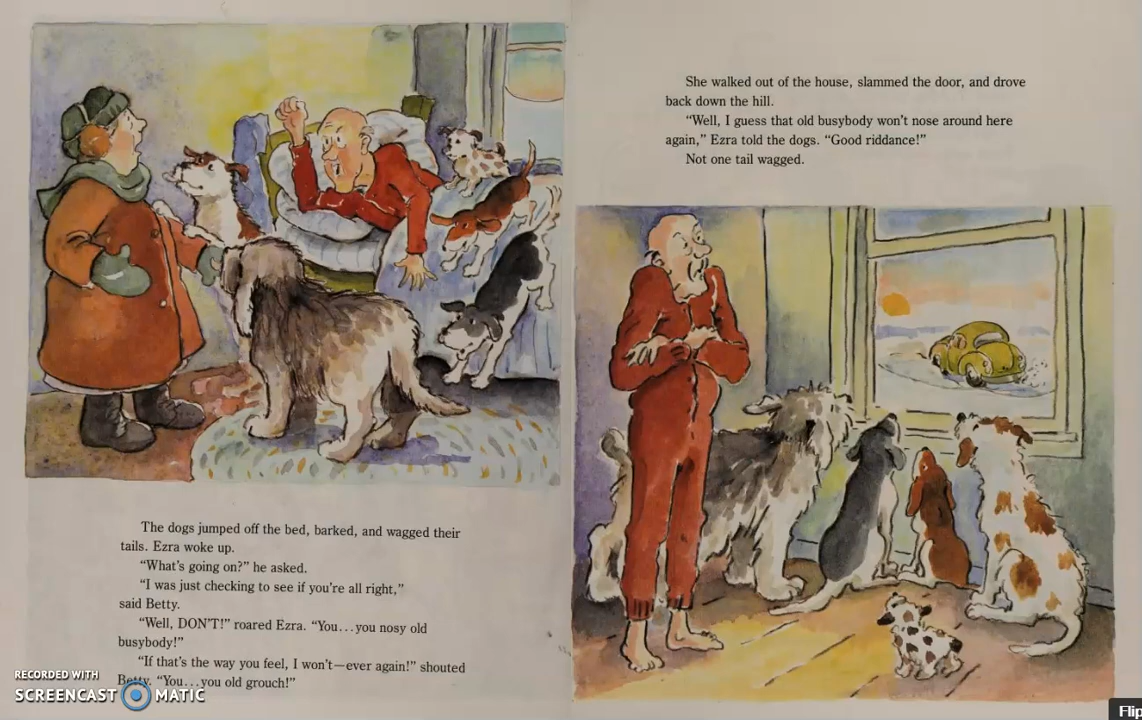 The dogs jumped off the bed, barked, and wagged their
tails. Ezra woke up.
“What’s going on?” he asked.
“I was just checking to see if you’re all right,”
said Betty.
“Well, DON’T!” roared Ezra. “You...you nosy old
busybody!”
“If that’s the way you feel, I won’t—ever again!” shouted
Betty. “You...you old grouch!”
RECORDED WITH
SCREENCAST MATIC
She walked out of the house, slammed the door, and drove
back down the hill.
“Well, I guess that old busybody won’t nose around here
again,” Ezra told the dogs. “Good riddance!”
Not one tail wagged.
Flip